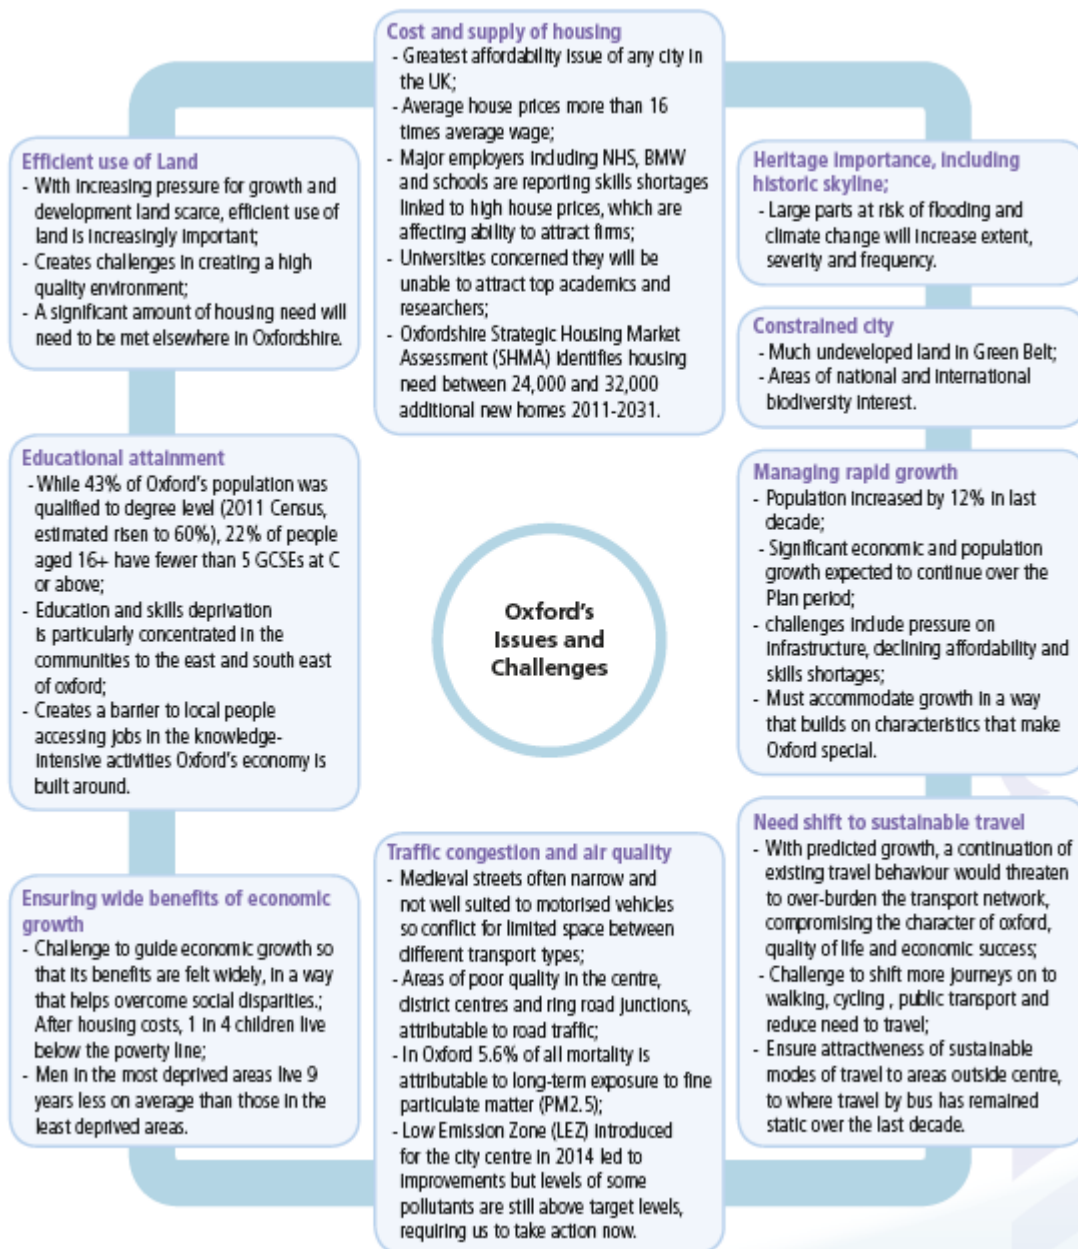 Cost and supply of housing
- Greatest affordability issue of any city in
the UK;
- Average house prices more than 16
times average wage;
- Major employers including NHS, BMW
and schools are reporting skills shortages
linked to high house prices, which are
affecting ability to attract firms;
- Universities concerned they will be
unable to attract top academics and
researchers;
- Oxfordshire Strategic Housing Market
Assessment (SHMA) identifies housing
need between 24,000 and 32,000
additional new homes 2011-2031.
Heritage importance, including
historic skyline;
- Large parts at risk of flooding and
climate change will increase extent,
severity and frequency.
Constrained city
- Much undeveloped land in Green Belt;
- Areas of national and international
biodiversity interest.
Managing rapid growth
- Population increased by 12% in last
decade;
- Significant economic and population
growth expected to continue over the
Plan period;
- challenges include pressure on
infrastructure, declining affordability and
skills shortages;
- Must accommodate growth in a way
that builds on characteristics that make
Oxford special.
Need shift to sustainable travel
- With predicted growth, a continuation of
existing travel behaviour would threaten
to over-burden the transport network,
compromising the character of oxford,
quality of life and economic success;
- Challenge to shift more journeys on to
walking, cycling , public transport and
reduce need to travel;
- Ensure attractiveness of sustainable
modes of travel to areas outside centre,
to where travel by bus has remained
static over the last decade.
Traffic congestion and air quality
- Medieval streets often narrow and
not well suited to motorised vehicles
so conflict for limited space between
different transport types;
- Areas of poor quality in the centre,
district centres and ring road junctions,
attributable to road traffic;
- In Oxford 5.6% of all mortality is
attributable to long-term exposure to fine
particulate matter (PM2.5);
- Low Emission Zone (LEZ) introduced
for the city centre in 2014 led to
improvements but levels of some
pollutants are still above target levels,
requiring us to take action now.
Ensuring wide benefits of economic
growth
- Challenge to guide economic growth so
that its benefits are felt widely, in a way
that helps overcome social disparities.;
After housing costs, 1 in 4 children live
below the poverty line;
- Men in the most deprived areas live 9
years less on average than those in the
least deprived areas.
Educational attainment
- While 43% of Oxford's population was
qualified to degree level (2011 Census,
estimated risen to 60%), 22% of people
aged 16+ have fewer than 5 GCSEs at C
or above;
- Education and skills deprivation
is particularly concentrated in the
communities to the east and south east
of oxford;
- Creates a barrier to local people
accessing jobs in the knowledge-
intensive activities Oxford's economy is
built around.
Efficient use of Land
- With increasing pressure for growth and
development land scarce, efficient use of
land is increasingly important;
- Creates challenges in creating a high
quality environment;
- A significant amount of housing need will
need to be met elsewhere in Oxfordshire.
Oxford's
Issues and
Challenges